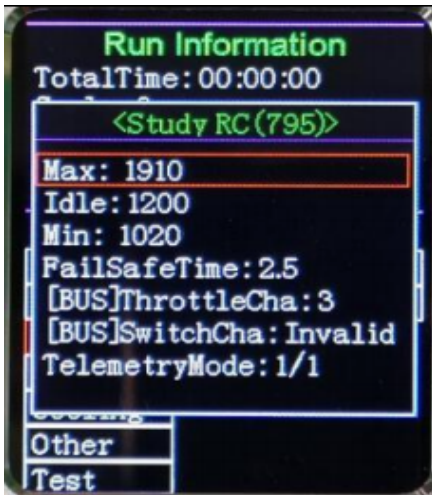 Run Information
TotalTime:00:00:00
<Study RC(795)>
Max: 1910
Idle:1200
Min: 1020
FailSafeTime:2.5
[BUS]ThrottleCha:3
[BUS]SwitchCha:Invalid
TelemetryMode:1/1
Other
Test